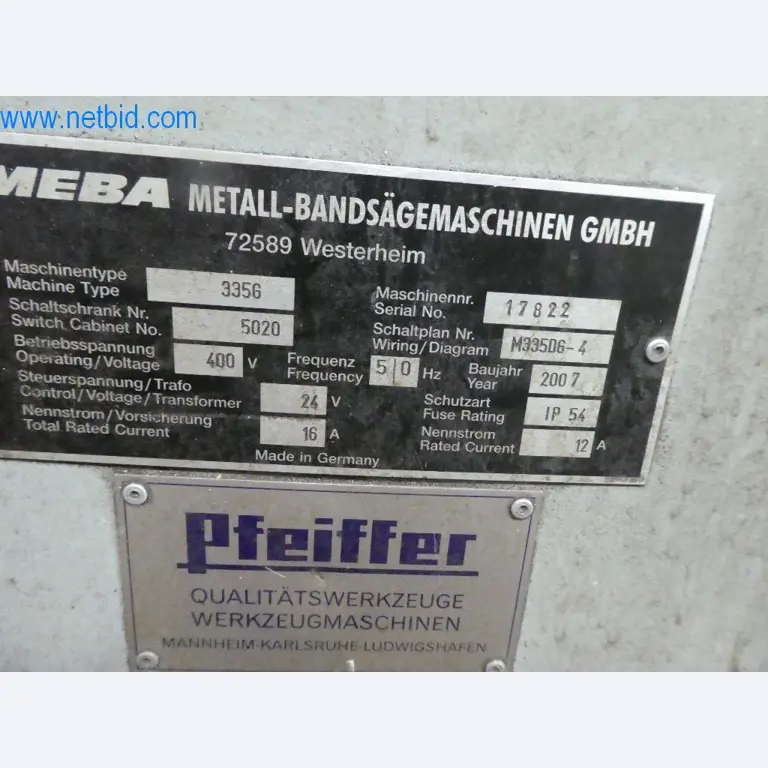 www.netbid.com
MEBA METALL-BANDSÄGEMASCHINEN GMBH
72589 Westerheim
Maschinentype
Machine Type 335G
Schaltschrank Nr.
Switch Cabinet No. 5020
Betriebsspannung
Operating/Voltage 400 V
Frequenz
Frequency 50 Hz
Steuerspannung/Trafo
Control/Voltage/Transformer 24 V
Nennstrom/Vorsicherung
Total Rated Current 16 A
Maschinennr.
Serial No. 17822
Schaltplan Nr.
Wiring/Diagram M335DG-4
Baujahr
Year 2007
Schutzart
Fuse Rating IP 54
Nennstrom
Rated Current 12 A
Made in Germany
Pfeiffer
QUALITÄTSWERKZEUGE
WERKZEUGMASCHINEN
MANNHEIM-KARLSRUHE-LUDWIGSHAFEN